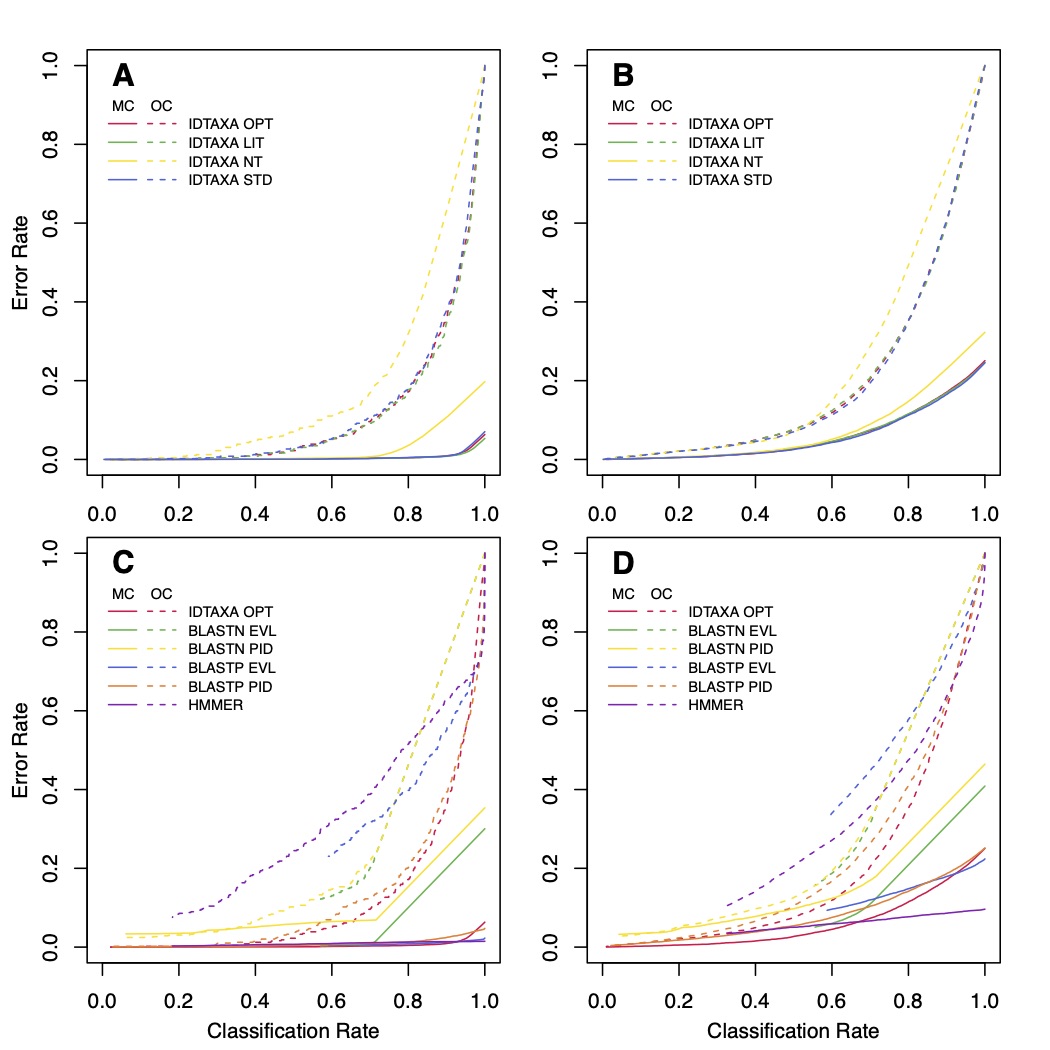 A
MC OC
IDTAXA OPT
IDTAXA LIT
IDTAXA NT
IDTAXA STD
Error Rate
0.0 0.2 0.4 0.6 0.8 1.0
0.0 0.2 0.4 0.6 0.8 1.0
B
MC OC
IDTAXA OPT
IDTAXA LIT
IDTAXA NT
IDTAXA STD
0.0 0.2 0.4 0.6 0.8 1.0
0.0 0.2 0.4 0.6 0.8 1.0
C
MC OC
IDTAXA OPT
BLASTN EVL
BLASTN PID
BLASTP EVL
BLASTP PID
HMMER
Error Rate
0.0 0.2 0.4 0.6 0.8 1.0
0.0 0.2 0.4 0.6 0.8 1.0
Classification Rate
D
MC OC
IDTAXA OPT
BLASTN EVL
BLASTN PID
BLASTP EVL
BLASTP PID
HMMER
0.0 0.2 0.4 0.6 0.8 1.0
0.0 0.2 0.4 0.6 0.8 1.0
Classification Rate